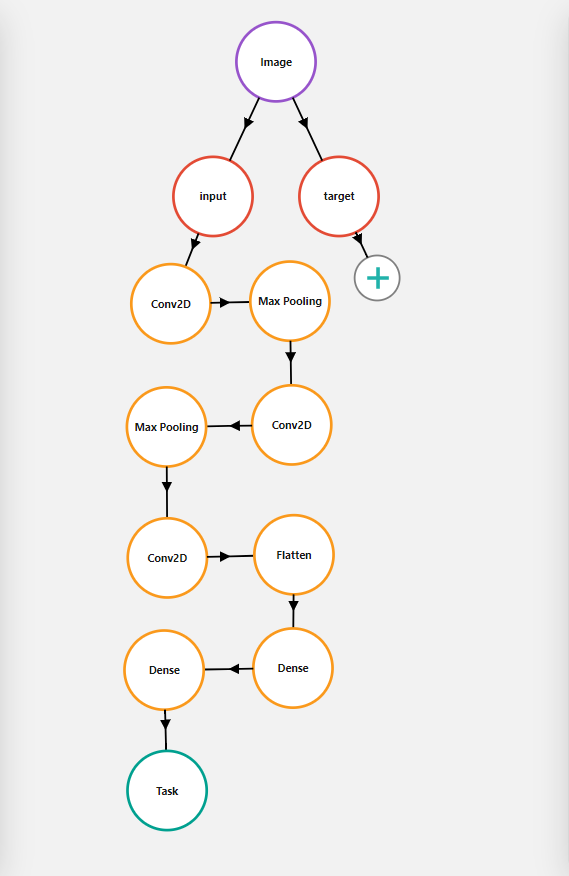 Image
input
target
Conv2D
Max Pooling
Max Pooling
Conv2D
Conv2D
Flatten
Dense
Dense
Task